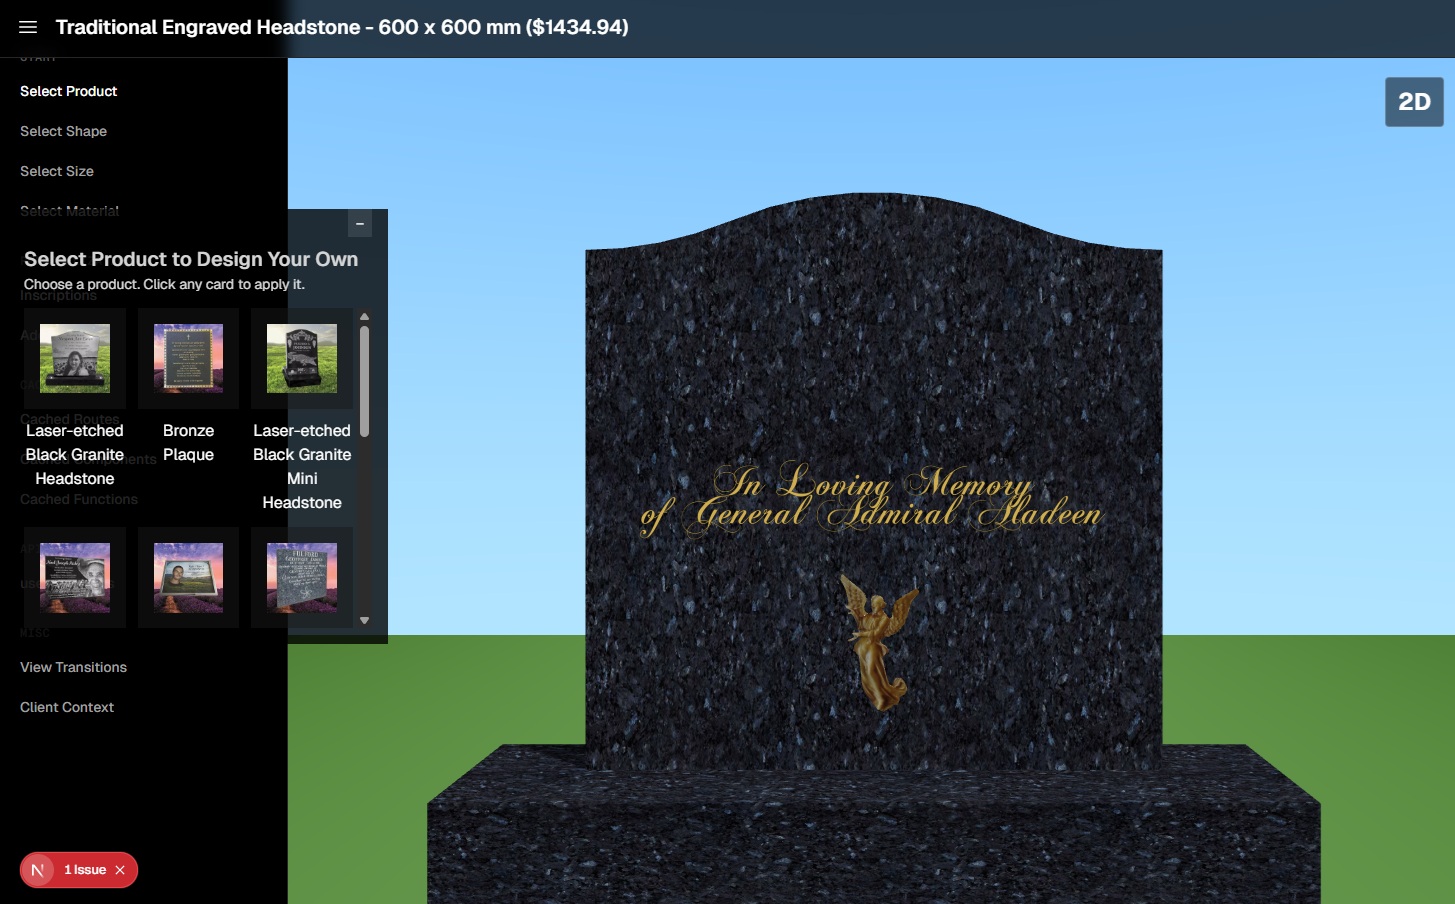 Traditional Engraved Headstone - 600 x 600 mm ($1434.94)
START
Select Product
Select Shape
Select Size
Select Material
2D
–
Select Product to Design Your Own
Choose a product. Click any card to apply it.
Inscriptions
Cached Routes
Laser-etched Black Granite Headstone
Bronze Plaque
Laser-etched Black Granite Mini Headstone
Cached Components
Cached Functions
In Loving Memory
of General Admiral Aladeen
MISC
View Transitions
Client Context
N 1 Issue ×